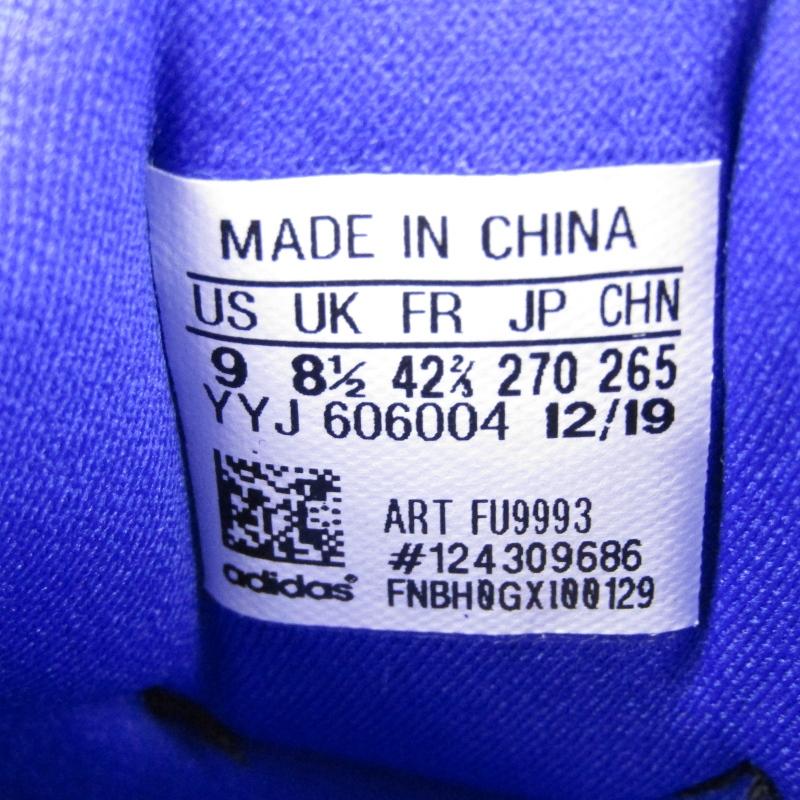 MADE IN CHINA
US UK FR JP CHN
9 8½ 42⅔ 270 265
YYJ 606004 12/19
ART FU9993
#124309686
adidas® FNBH0GX100129